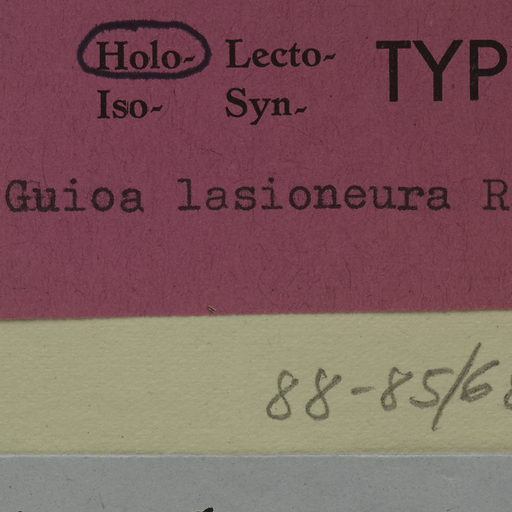 Holo- Lecto- TYP
Iso- Syn-
Guioa lasioneura R
88-85/68